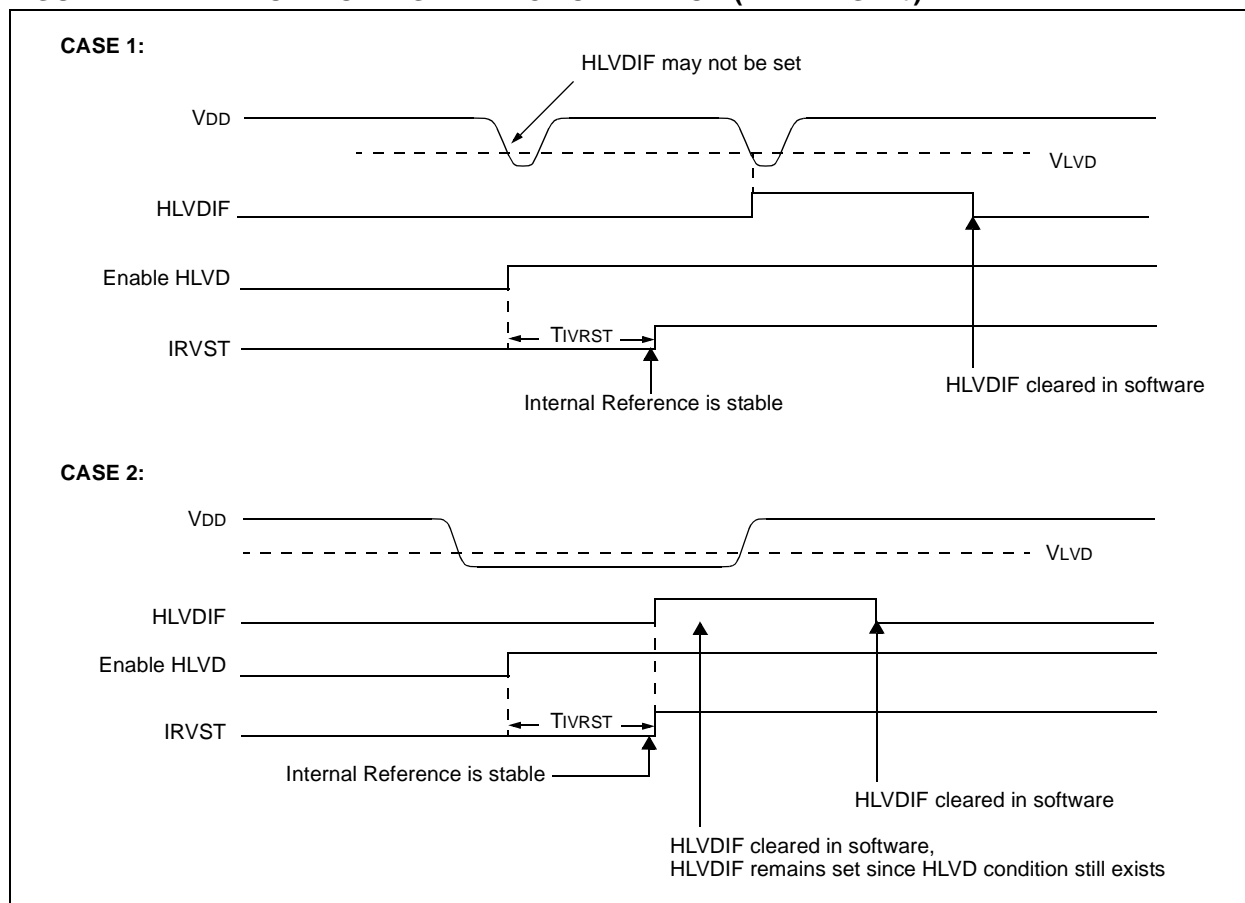 CASE 1:
HLVDIF may not be set
VDD
VLVD
HLVDIF
Enable HLVD
TIVRST
IRVST
HLVDIF cleared in software
Internal Reference is stable
CASE 2:
VDD
VLVD
HLVDIF
Enable HLVD
TIVRST
IRVST
Internal Reference is stable
HLVDIF cleared in software
HLVDIF cleared in software,
HLVDIF remains set since HLVD condition still exists